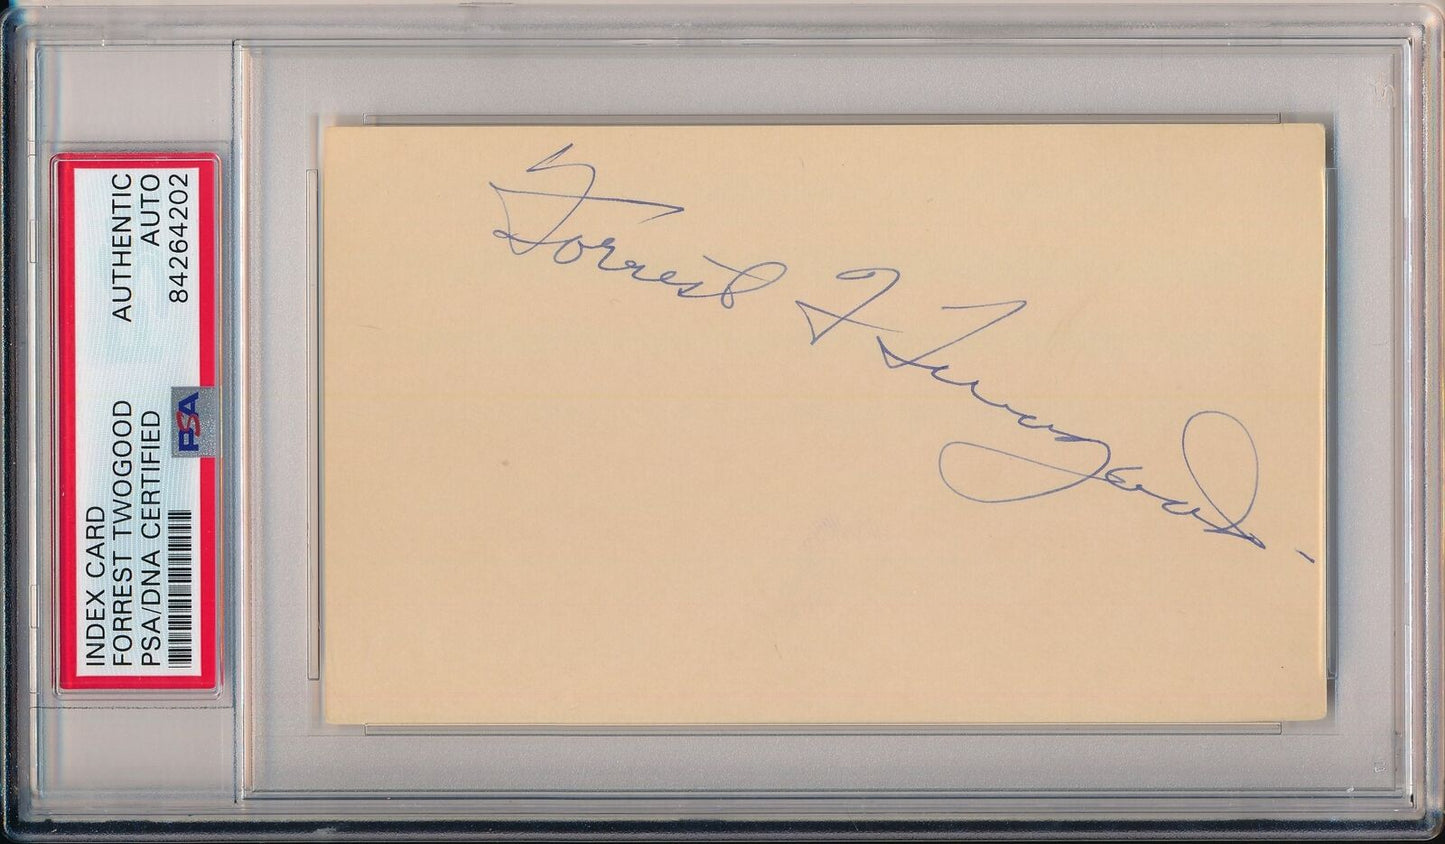 INDEX CARD
FORREST TWOGOOD
PSA/DNA CERTIFIED
AUTHENTIC
AUTO
84264202
PSA
Forrest F Twogood